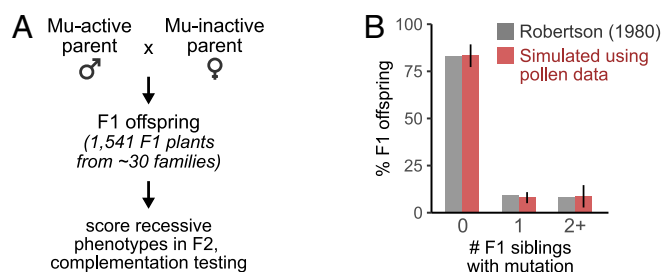 A
Mu-active parent
♂
x
Mu-inactive parent
♀
F1 offspring
(1,541 F1 plants
from ~30 families)
score recessive
phenotypes in F2,
complementation testing
B
Robertson (1980)
Simulated using
pollen data
% F1 offspring
100
75
50
25
0
0 1 2+
# F1 siblings
with mutation